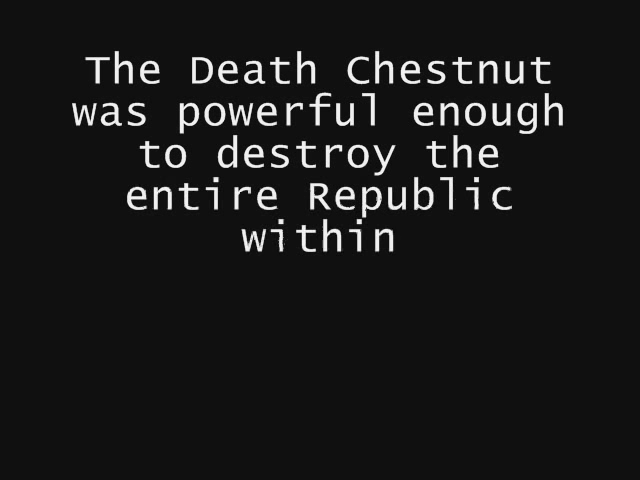 The Death Chestnut
was powerful enough
to destroy the
entire Republic
within